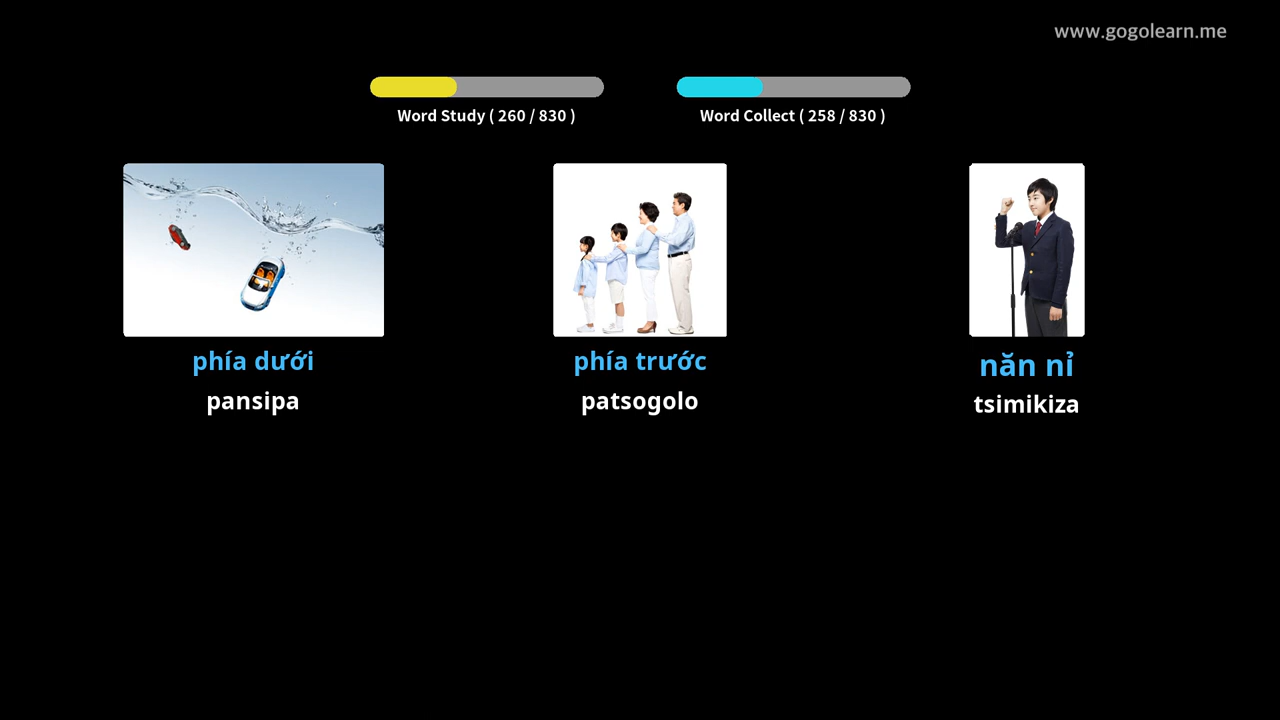 www.gogolearn.me
Word Study ( 260 / 830 )
Word Collect ( 258 / 830 )
phía dưới
pansipa
phía trước
patsogolo
năn nỉ
tsimikiza